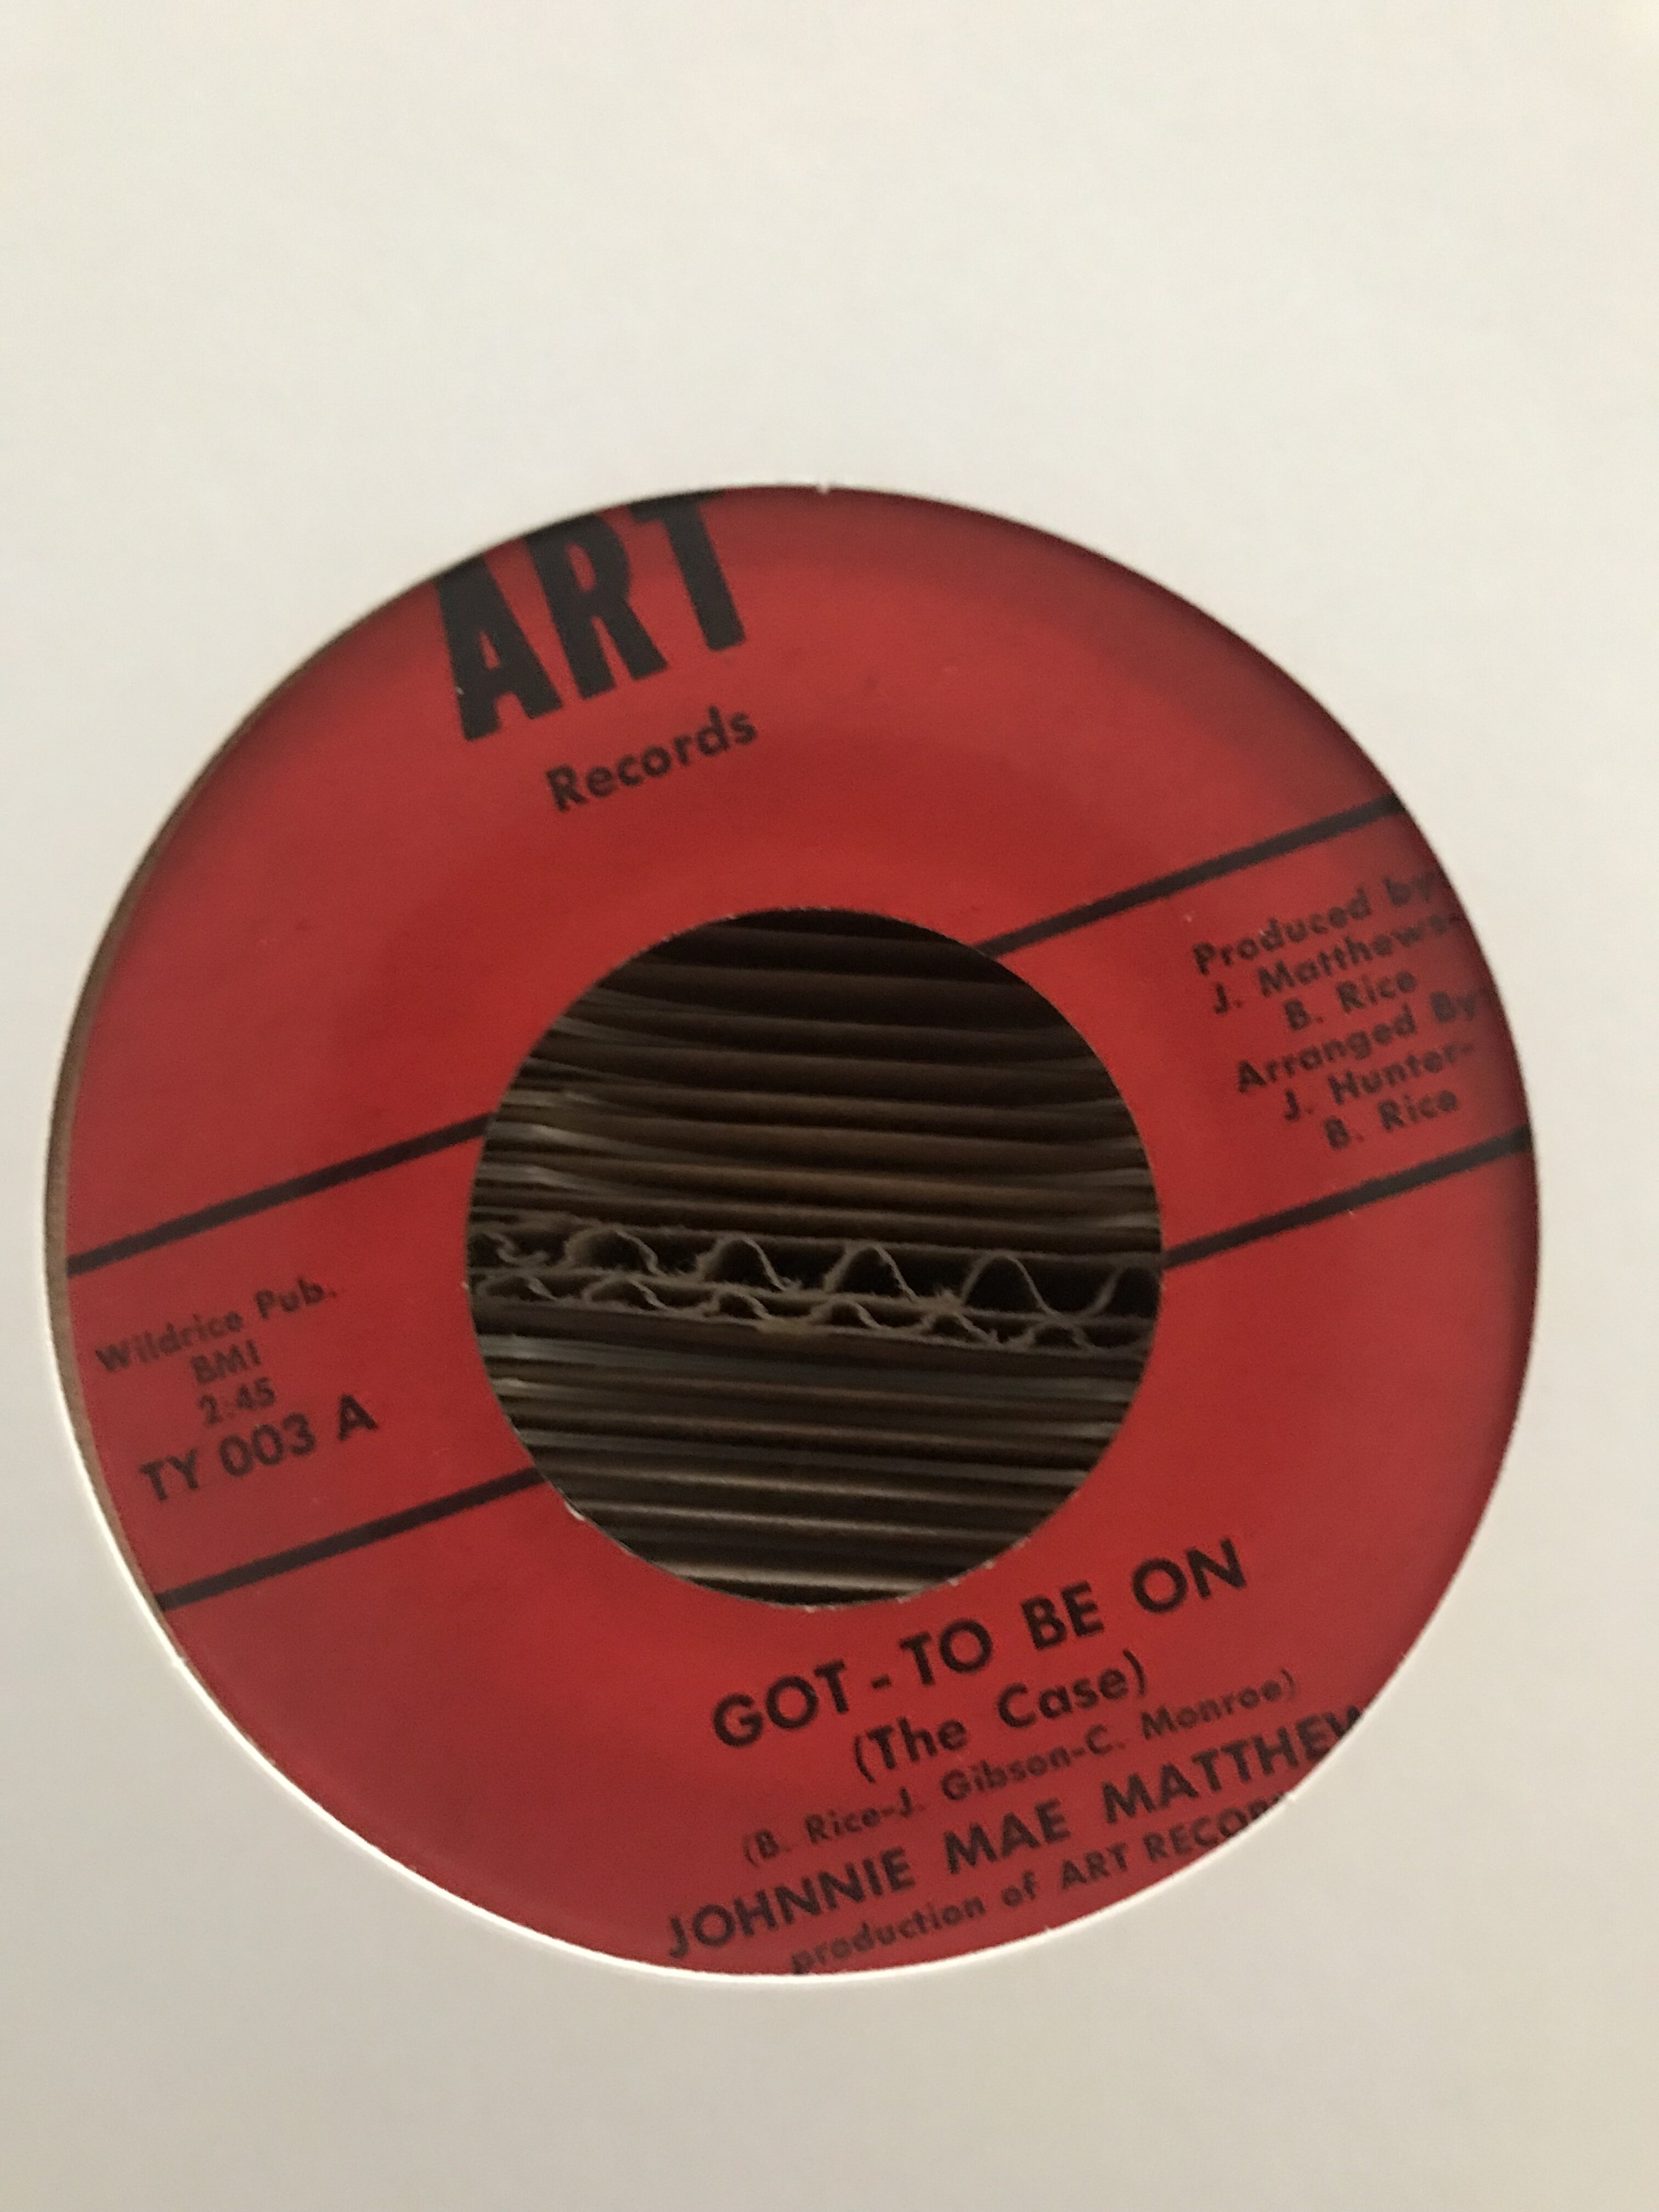 ART
Records
Produced by
J. Matthews-
B. Rice
Arranged By
J. Hunter-
B. Rice
Wildrice Pub.
BMI
2:45
TY 003 A
GOT-TO BE ON
(The Case)
(B. Rice-J. Gibson-C. Monroe)
JOHNNIE MAE MATTHEW
production of ART RECOR